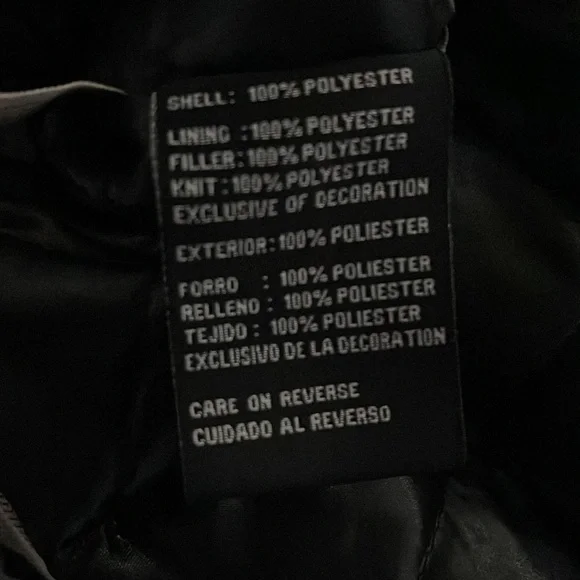 SHELL: 100% POLYESTER
LINING :100% POLYESTER
FILLER:100% POLYESTER
KNIT:100% POLYESTER
EXCLUSIVE OF DECORATION
EXTERIOR:100% POLIESTER
FORRO : 100% POLIESTER
RELLENO : 100% POLIESTER
TEJIDO : 100% POLIESTER
EXCLUSIVO DE LA DECORATION
CARE ON REVERSE
CUIDADO AL REVERSO